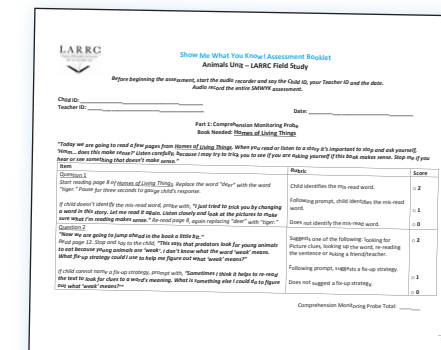 LARRC
Show Me What You Know! Assessment Booklet
Animals Unit – LARRC Field Study
Before beginning the assessment, start the audio recorder and say the Child ID, your Teacher ID and the date.
Audio record the entire SMWYK assessment.
Child ID:
Teacher ID:
Date:
Part 1: Comprehension Monitoring Probe
Book Needed: Homes of Living Things
"Today we are going to read a few pages from Homes of Living Things. When you read or listen to a story it's important to stop and ask yourself,
'Hmm... does this make sense?' Listen carefully, because I may try to trick you to see if you are asking yourself if this book makes sense. Stop me if you
hear or see something that doesn't make sense."
Item Rubric Score
Question 1
Start reading page 8 of Homes of Living Things. Replace the word "deer" with the word
"tiger." Pause for three seconds to gauge child's response.
If child doesn't identify the mis-read word, probe with, "I just tried to trick you by changing
a word in this story. Let me read it again. Listen closely and look at the pictures to make
sure what I'm reading makes sense." Re-read page 8, again replacing "deer" with "tiger."
Child identifies the mis-read word. □ 2
Following prompt, child identifies the mis-read
word. □ 1
Does not identify the mis-read word. □ 0
Question 2
"Now we are going to jump ahead in the book a little bit."
Read page 12. Stop and say to the child, "This says that predators look for young animals
to eat because young animals are 'weak'. I don't know what the word 'weak' means.
What fix-up strategy could I use to help me figure out what 'weak' means?"
If child cannot name a fix-up strategy, prompt with, "Sometimes I think it helps to re-read
the text to look for clues to a word's meaning. What is something else I could do to figure
out what 'weak' means?"
Suggests one of the following: looking for □ 2
Picture clues, looking up the word, re-reading
the sentence or asking a friend/teacher.
Following prompt, suggests a fix-up strategy. □ 1
Does not suggest a fix-up strategy. □ 0
Comprehension Monitoring Probe Total: